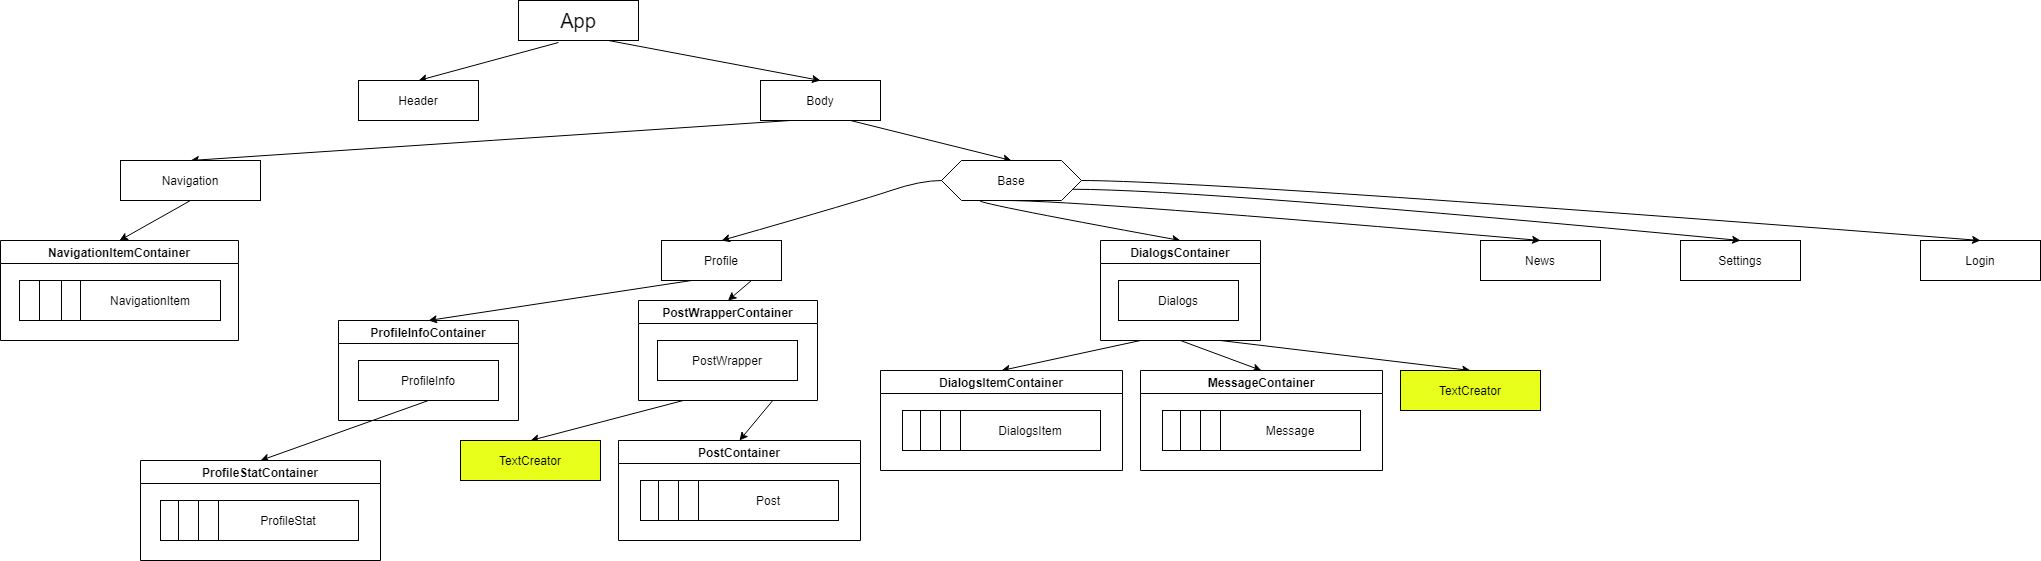 App
Header
Body
Navigation
Base
NavigationItemContainer
NavigationItem
Profile
DialogsContainer
Dialogs
News
Settings
Login
ProfileInfoContainer
ProfileInfo
PostWrapperContainer
PostWrapper
DialogsItemContainer
DialogsItem
MessageContainer
Message
TextCreator
ProfileStatContainer
ProfileStat
TextCreator
PostContainer
Post